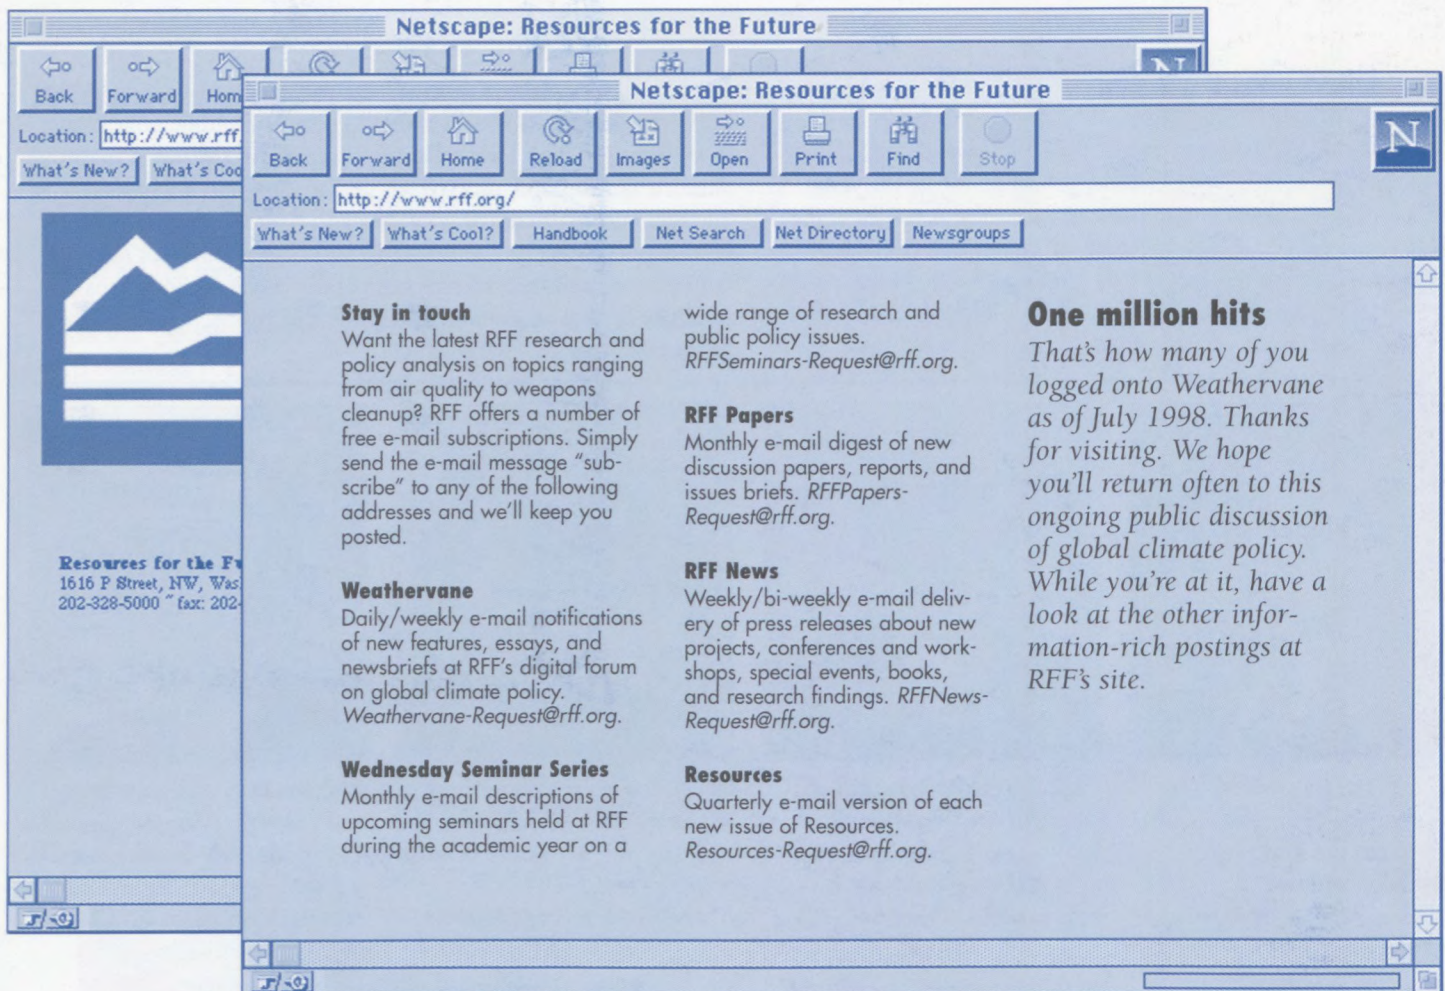 Netscape: Resources for the Future
Back
Forward
Location: http://www.rff.
What's New?
Resources for the
1616 P Street, NW,
202-328-5000 " fax: 202-
Netscape: Resources for the Future
Back Forward Home Reload Images Open Print Find Stop
N
Location: http://www.rff.org/
What's New? What's Cool? Handbook Net Search Net Directory Newsgroups
Stay in touch
Want the latest RFF research and
policy analysis on topics ranging
from air quality to weapons
cleanup? RFF offers a number of
free e-mail subscriptions. Simply
send the e-mail message "sub-
scribe" to any of the following
addresses and we'll keep you
posted.
Weathervane
Daily/weekly e-mail notifications
of new features, essays, and
newsbriefs at RFF's digital forum
on global climate policy.
Weathervane-Request@rff.org.
Wednesday Seminar Series
Monthly e-mail descriptions of
upcoming seminars held at RFF
during the academic year on a
wide range of research and
public policy issues.
RFFSeminars-Request@rff.org.
RFF Papers
Monthly e-mail digest of new
discussion papers, reports, and
issues briefs. RFFPapers-
Request@rff.org.
RFF News
Weekly/bi-weekly e-mail deliv-
ery of press releases about new
projects, conferences and work-
shops, special events, books,
and research findings. RFFNews-
Request@rff.org.
Resources
Quarterly e-mail version of each
new issue of Resources.
Resources-Request@rff.org.
One million hits
That's how many of you
logged onto Weathervane
as of July 1998. Thanks
for visiting. We hope
you'll return often to this
ongoing public discussion
of global climate policy.
While you're at it, have a
look at the other infor-
mation-rich postings at
RFF's site.